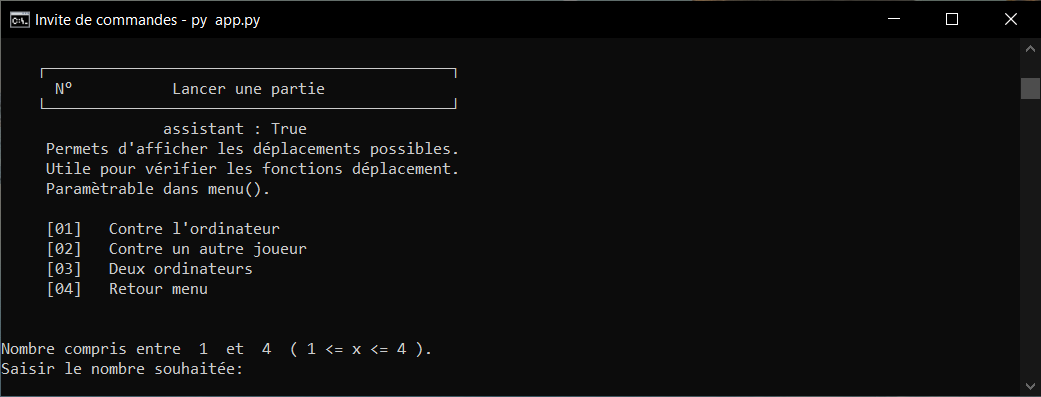 Invite de commandes - py  app.py
N°           Lancer une partie
assistant : True
Permets d'afficher les déplacements possibles.
Utile pour vérifier les fonctions déplacement.
Paramètrable dans menu().
[01]   Contre l'ordinateur
[02]   Contre un autre joueur
[03]   Deux ordinateurs
[04]   Retour menu
Nombre compris entre  1  et  4  ( 1 <= x <= 4 ).
Saisir le nombre souhaitée: